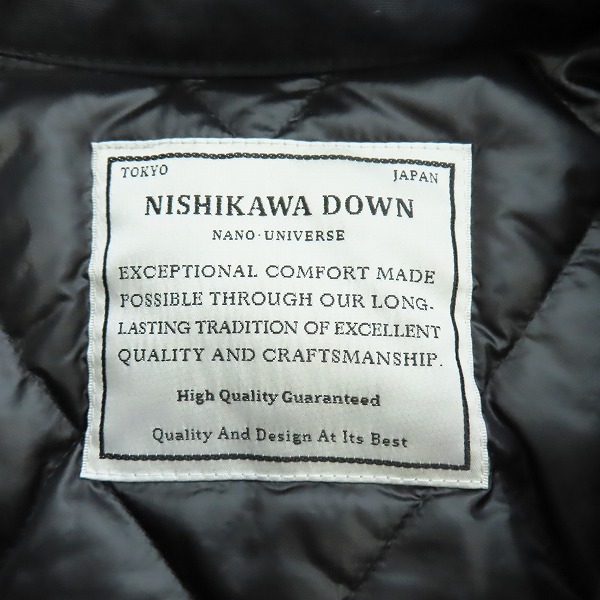 TOKYO JAPAN
NISHIKAWA DOWN
NANO·UNIVERSE
EXCEPTIONAL COMFORT MADE
POSSIBLE THROUGH OUR LONG-
LASTING TRADITION OF EXCELLENT
QUALITY AND CRAFTSMANSHIP.
High Quality Guaranteed
Quality And Design At Its Best